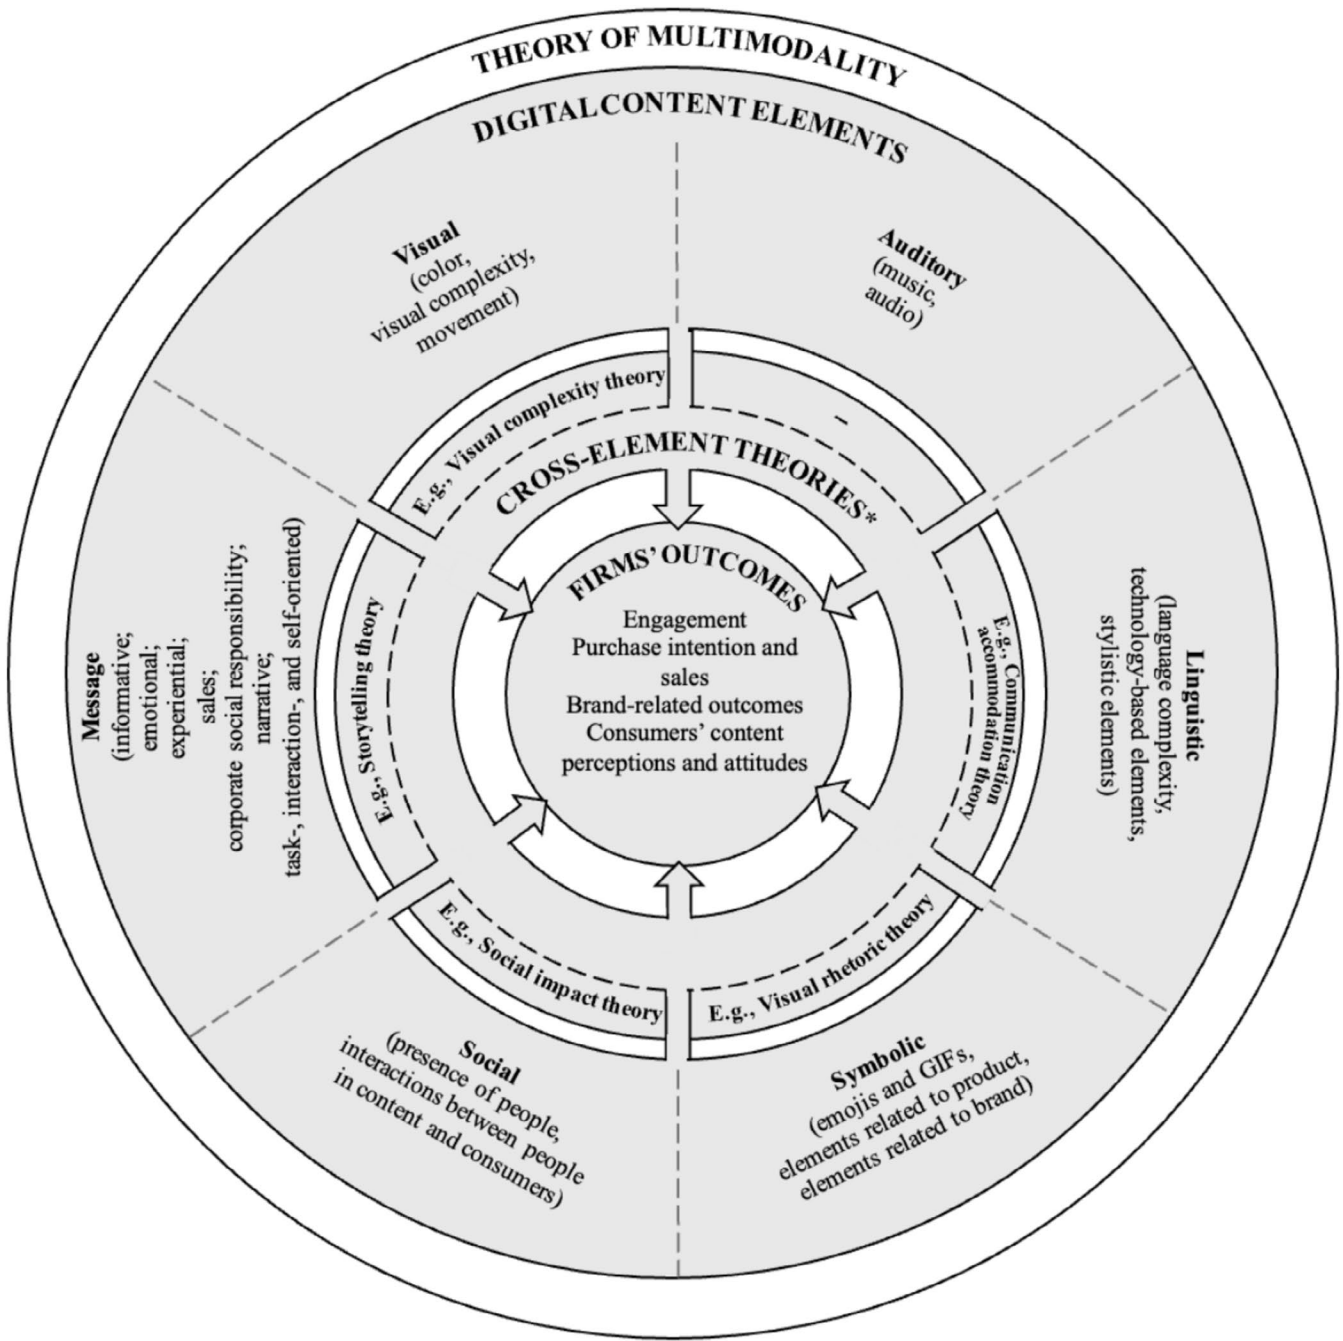 THEORY OF MULTIMODALITY
DIGITAL CONTENT ELEMENTS
Visual
(color,
visual complexity,
movement)
Auditory
(music,
audio)
E.g., Visual complexity theory
-
CROSS-ELEMENT THEORIES*
FIRMS' OUTCOMES
Engagement
Purchase intention and
sales
Brand-related outcomes
Consumers' content
perceptions and attitudes
Message
(informative;
emotional;
experiential;
sales;
corporate social responsibility;
narrative;
task-, interaction-, and self-oriented)
E.g., Storytelling theory
E.g., Communication
accommodation theory
Linguistic
(language complexity,
technology-based elements,
stylistic elements)
E.g., Social impact theory
E.g., Visual rhetoric theory
Social
(presence of people,
interactions between people
in content and consumers)
Symbolic
(emojis and GIFs,
elements related to product,
elements related to brand)